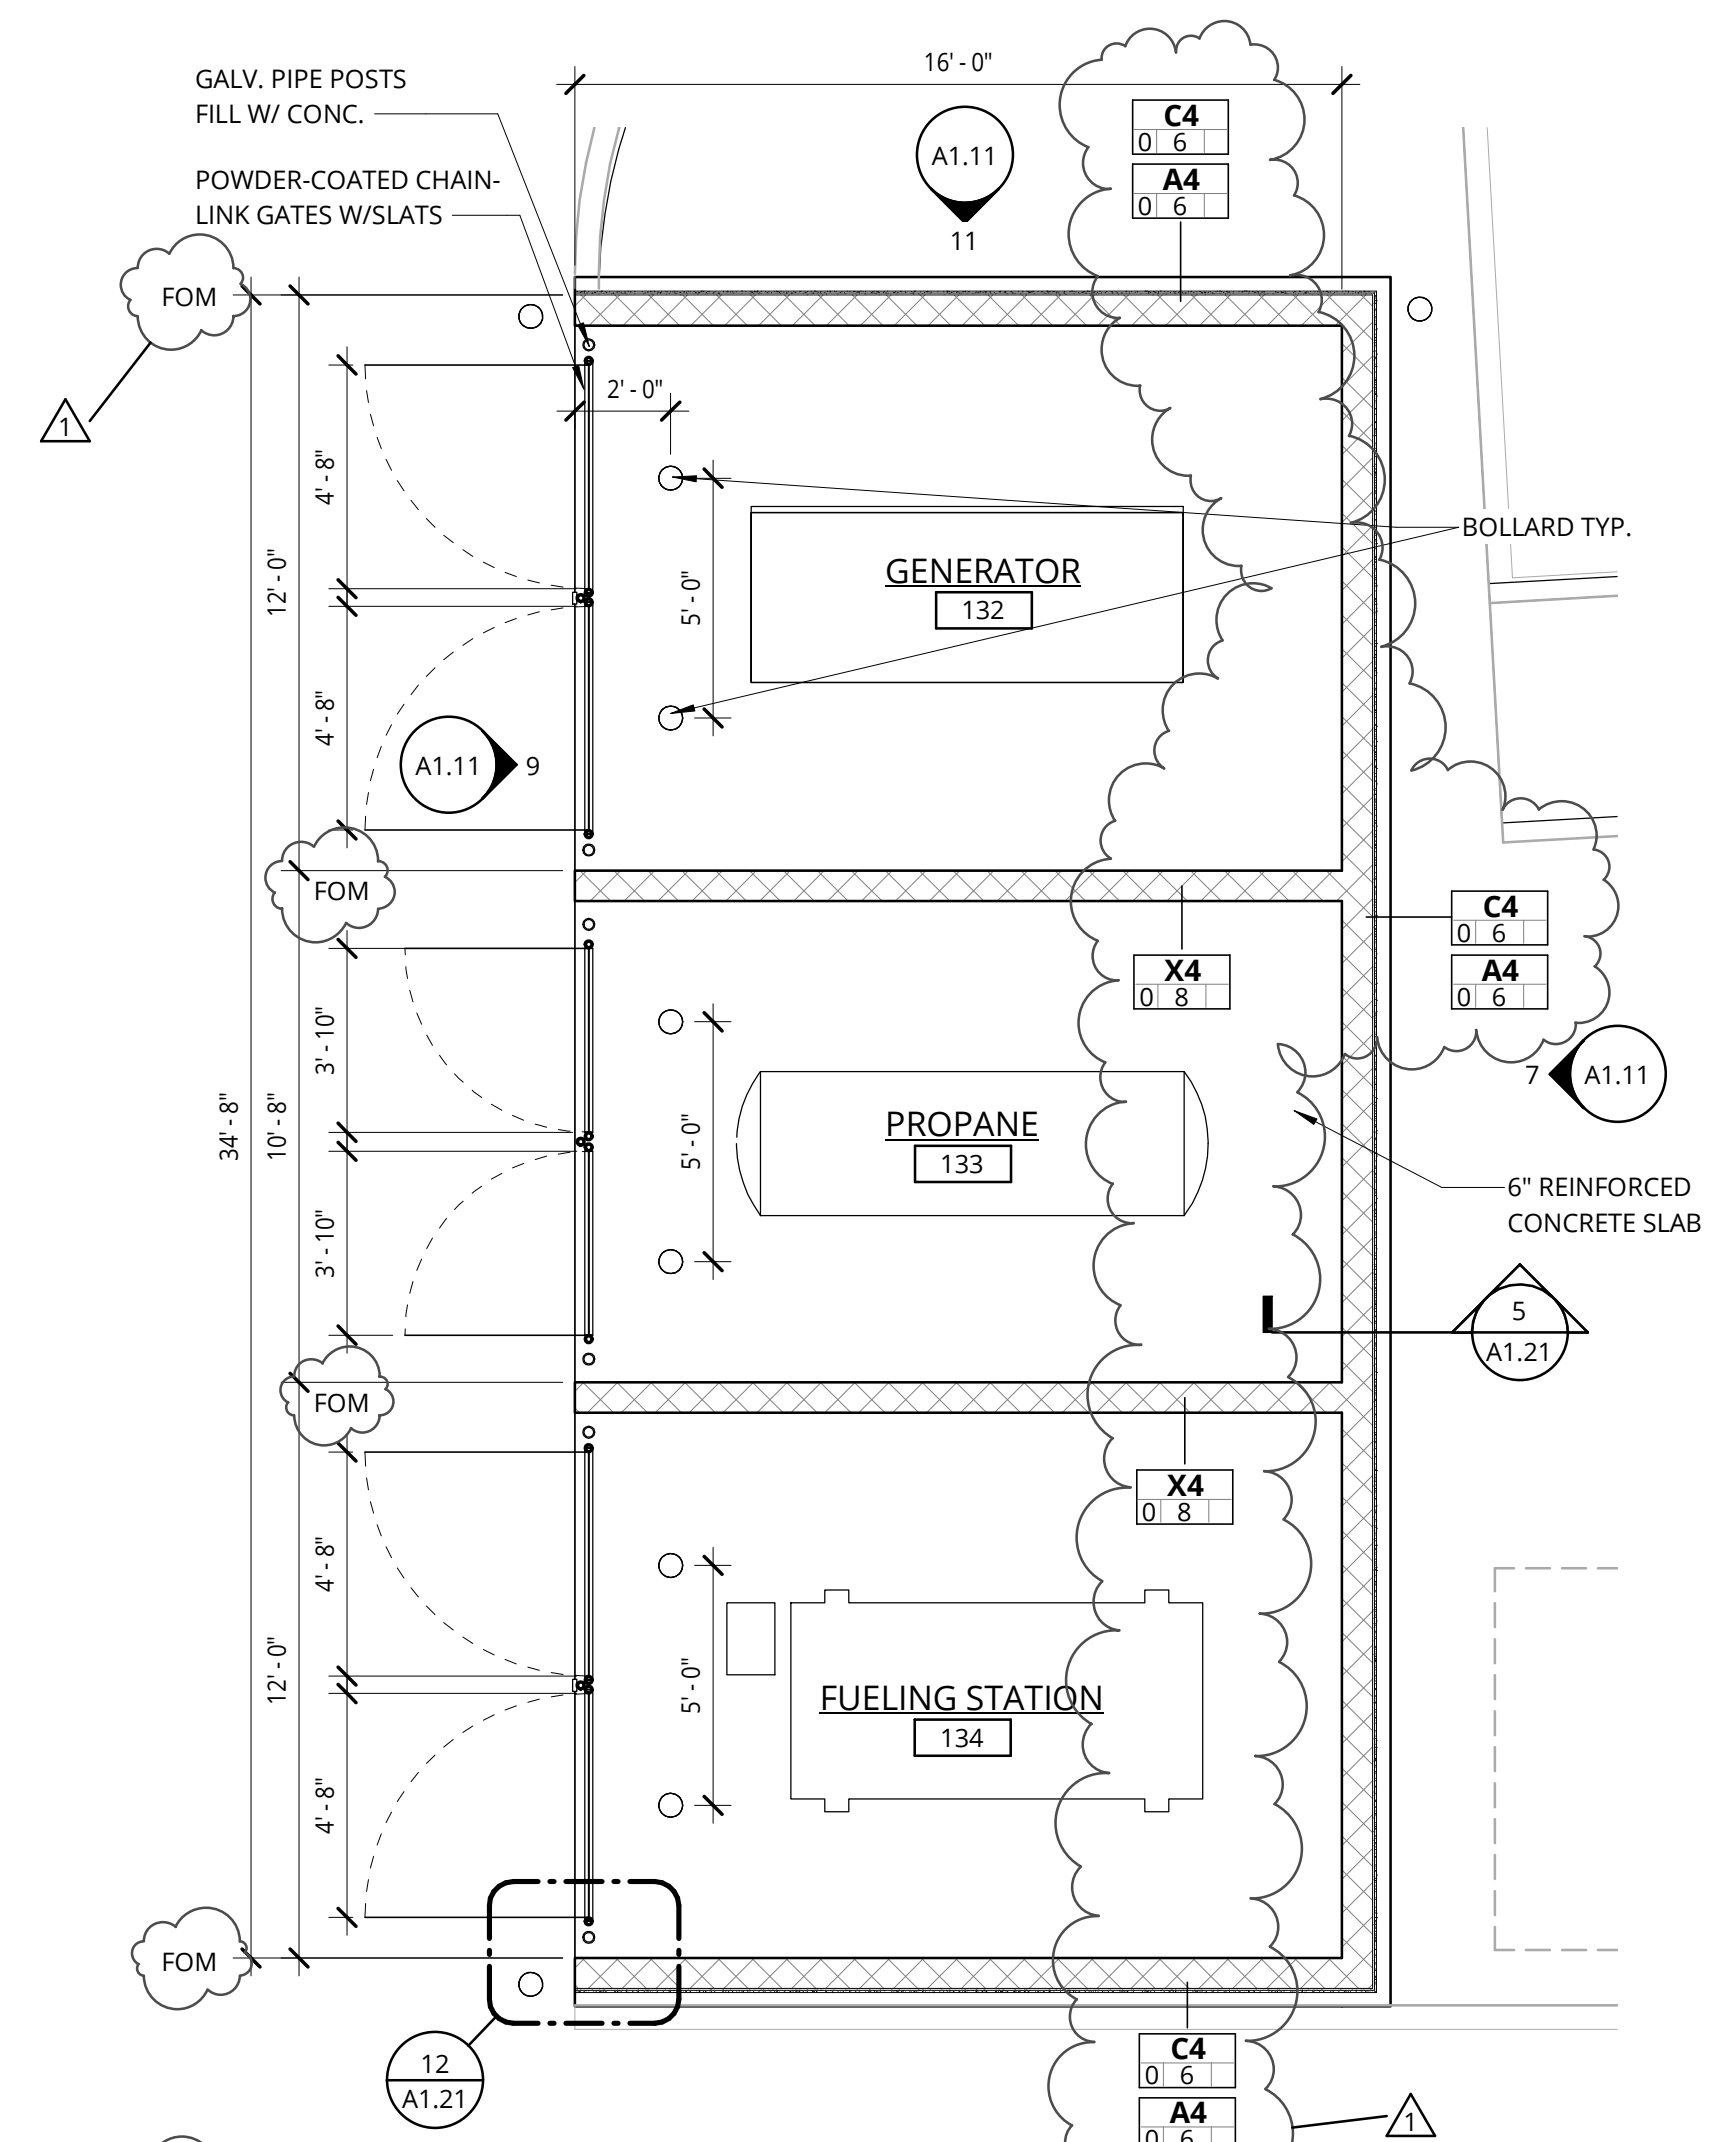 16' - 0"
GALV. PIPE POSTS
FILL W/ CONC.
C4
0 6
A4
0 6
A1.11
11
POWDER-COATED CHAIN-
LINK GATES W/SLATS
FOM
1
2' - 0"
4' - 8"
12' - 0"
4' - 8"
5' - 0"
BOLLARD TYP.
GENERATOR
132
A1.11
9
FOM
C4
0 6
A4
0 6
X4
0 8
3' - 10"
34' - 8"
10' - 8"
3' - 10"
5' - 0"
PROPANE
133
7
A1.11
6" REINFORCED
CONCRETE SLAB
5
A1.21
FOM
X4
0 8
4' - 8"
12' - 0"
4' - 8"
5' - 0"
FUELING STATION
134
FOM
12
A1.21
C4
0 6
A4
0 6
1